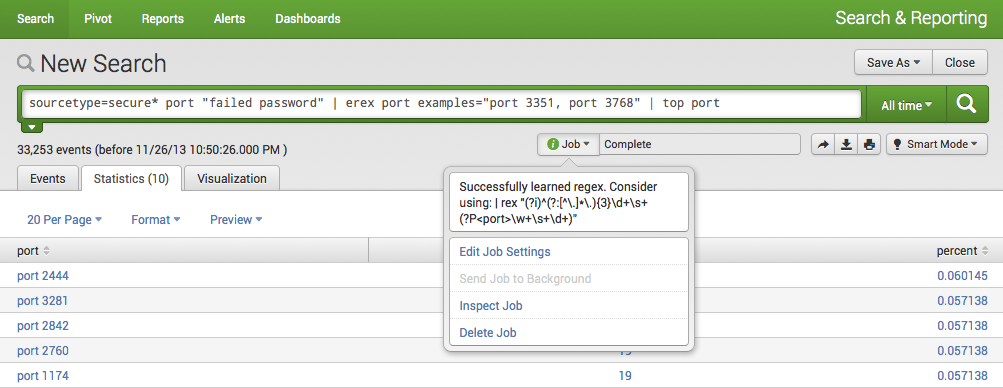 Search Pivot Reports Alerts Dashboards Search & Reporting
New Search Save As Close
sourcetype=secure* port "failed password" | erex port examples="port 3351, port 3768" | top port All time
33,253 events (before 11/26/13 10:50:26.000 PM ) i Job Complete Smart Mode
Events Statistics (10) Visualization
Successfully learned regex. Consider
using: | rex "(?i)^(?:[^\.]*\.){3}\d+\s+
(?P<port>\w+\s+\d+)"
20 Per Page Format Preview
Edit Job Settings
port percent
Send Job to Background
port 2444 0.060145
Inspect Job
port 3281 0.057138
Delete Job
port 2842 0.057138
port 2760 0.057138
port 1174 19 0.057138